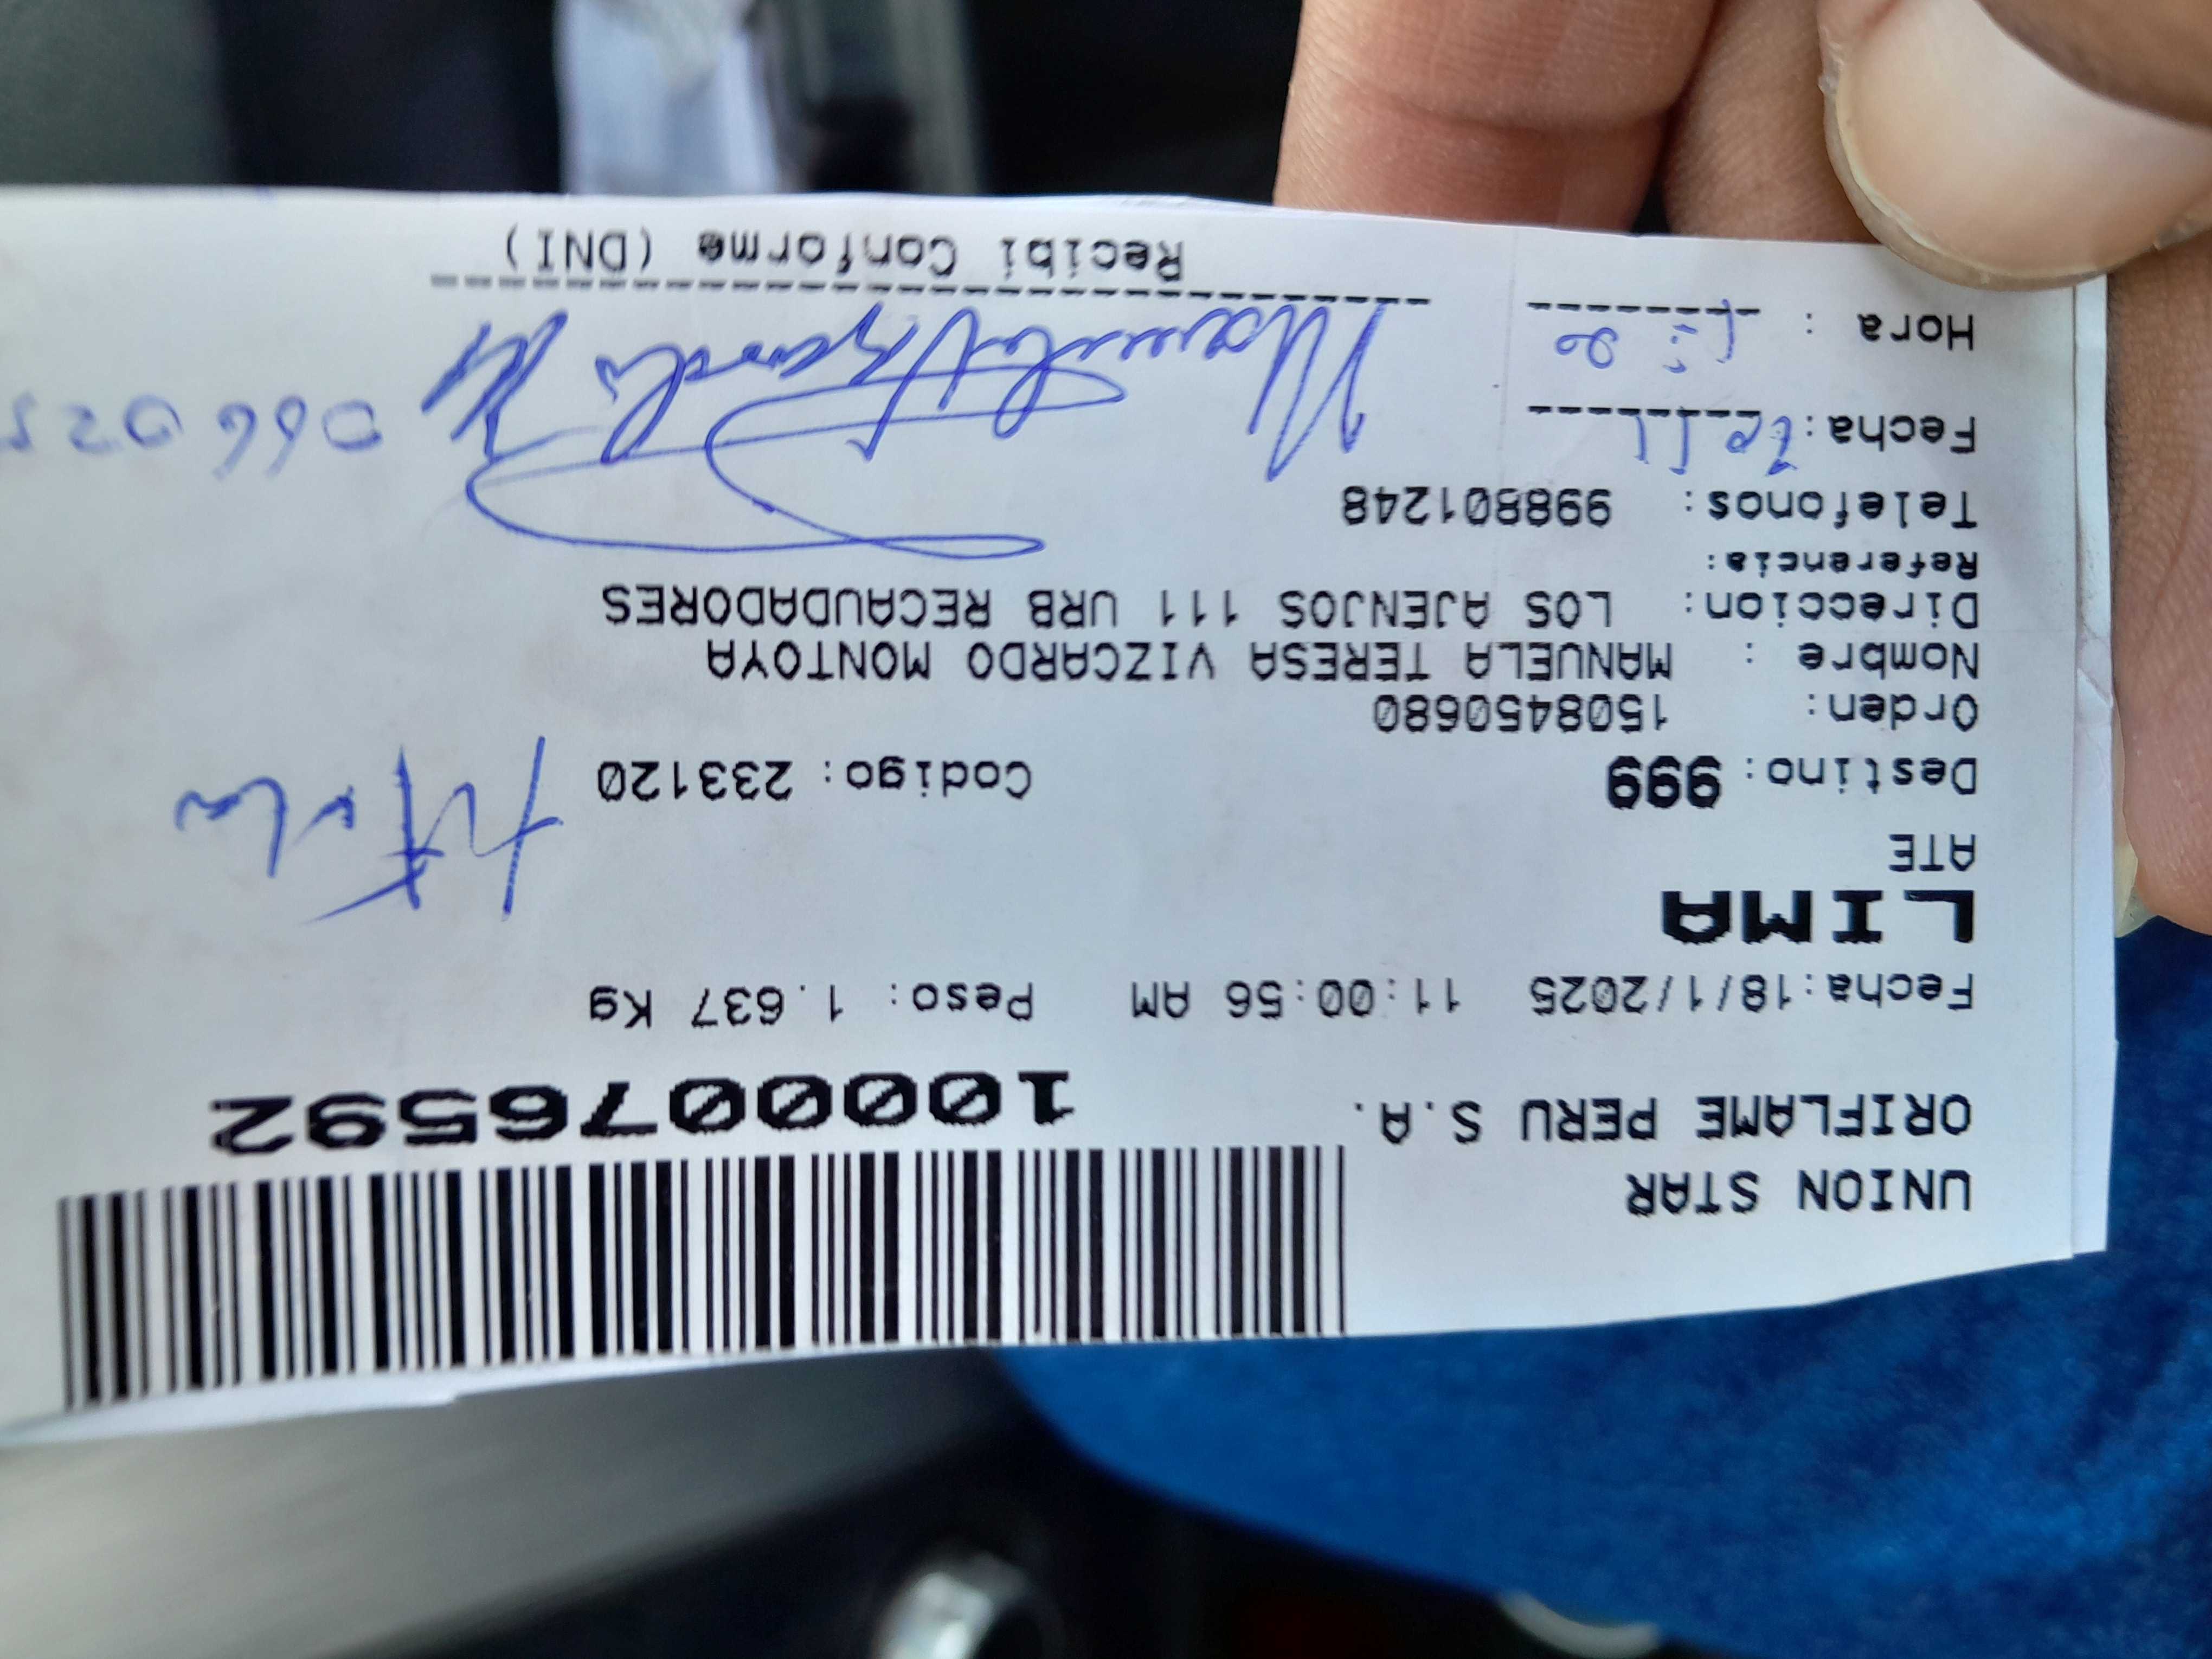 UNION STAR
ORIFLAME PERU S.A.
1000076592
Fecha:18/1/2025 11:00:56 AM Peso: 1.637 Kg
LIMA
ATE
Destino: 999 Codigo: 233120
Orden: 1508450680
Nombre : MANUELA TERESA VIZCARDO MONTOYA
Direccion: LOS AJENJOS 111 URB RECAUDADORES
Referencia:
Telefonos: 998801248
Fecha:
Hora :
Recibi Conforme (DNI)